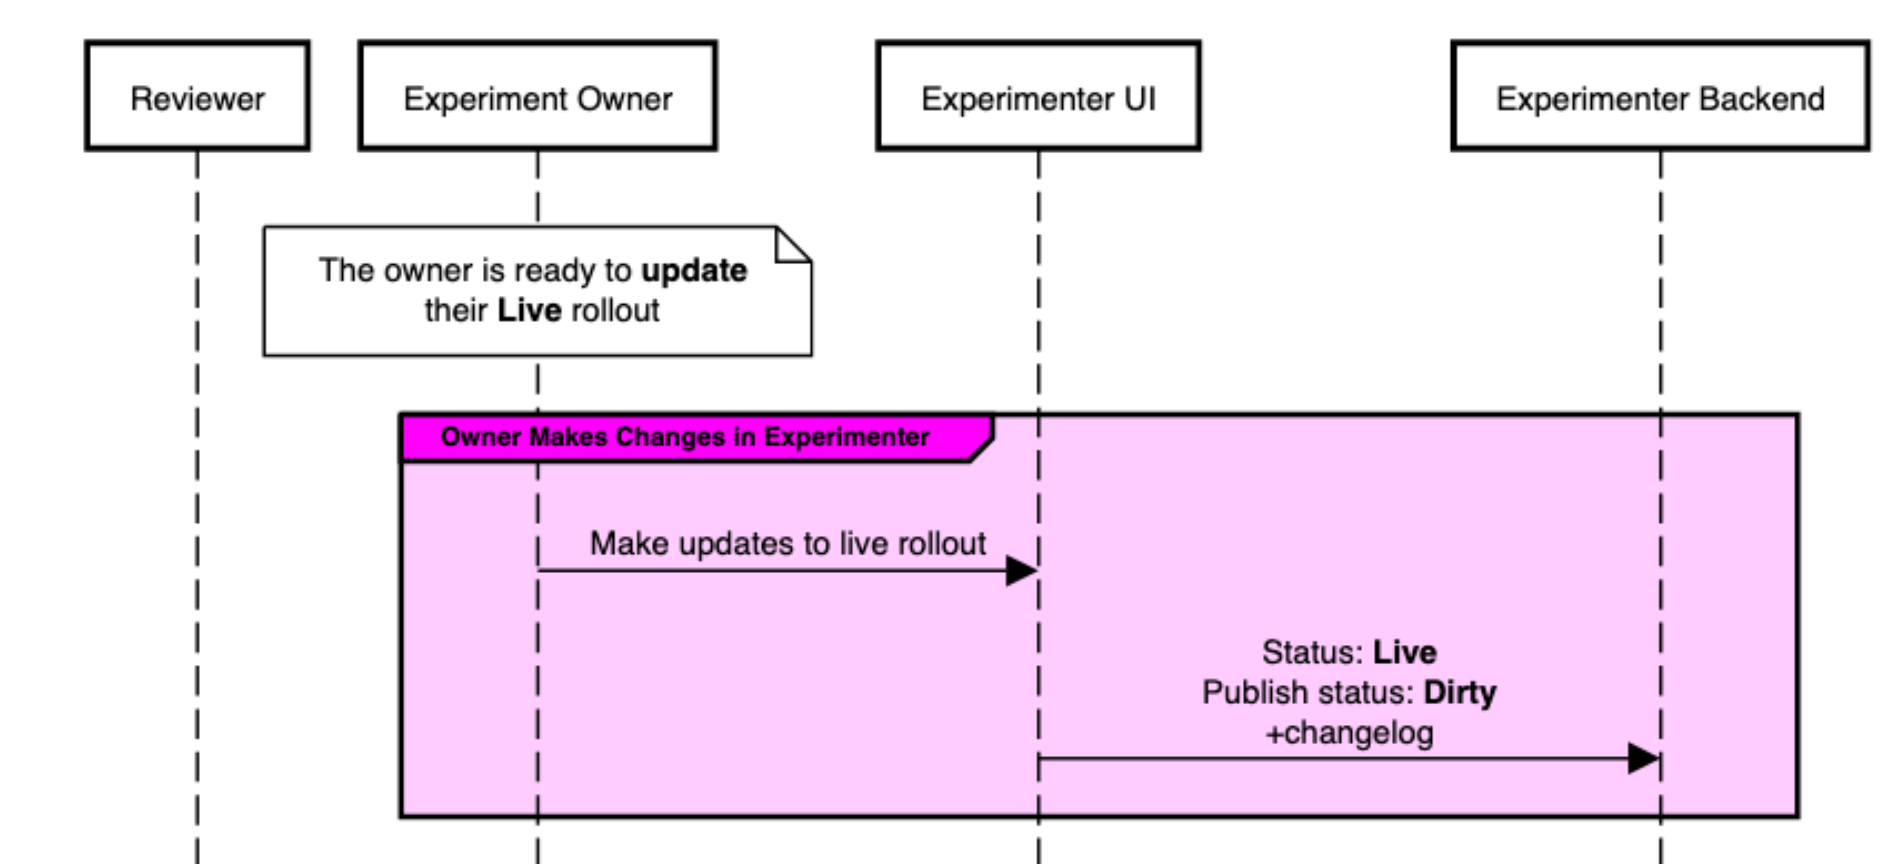 Reviewer
Experiment Owner
Experimenter UI
Experimenter Backend
The owner is ready to update
their Live rollout
Owner Makes Changes in Experimenter
Make updates to live rollout
Status: Live
Publish status: Dirty
+changelog